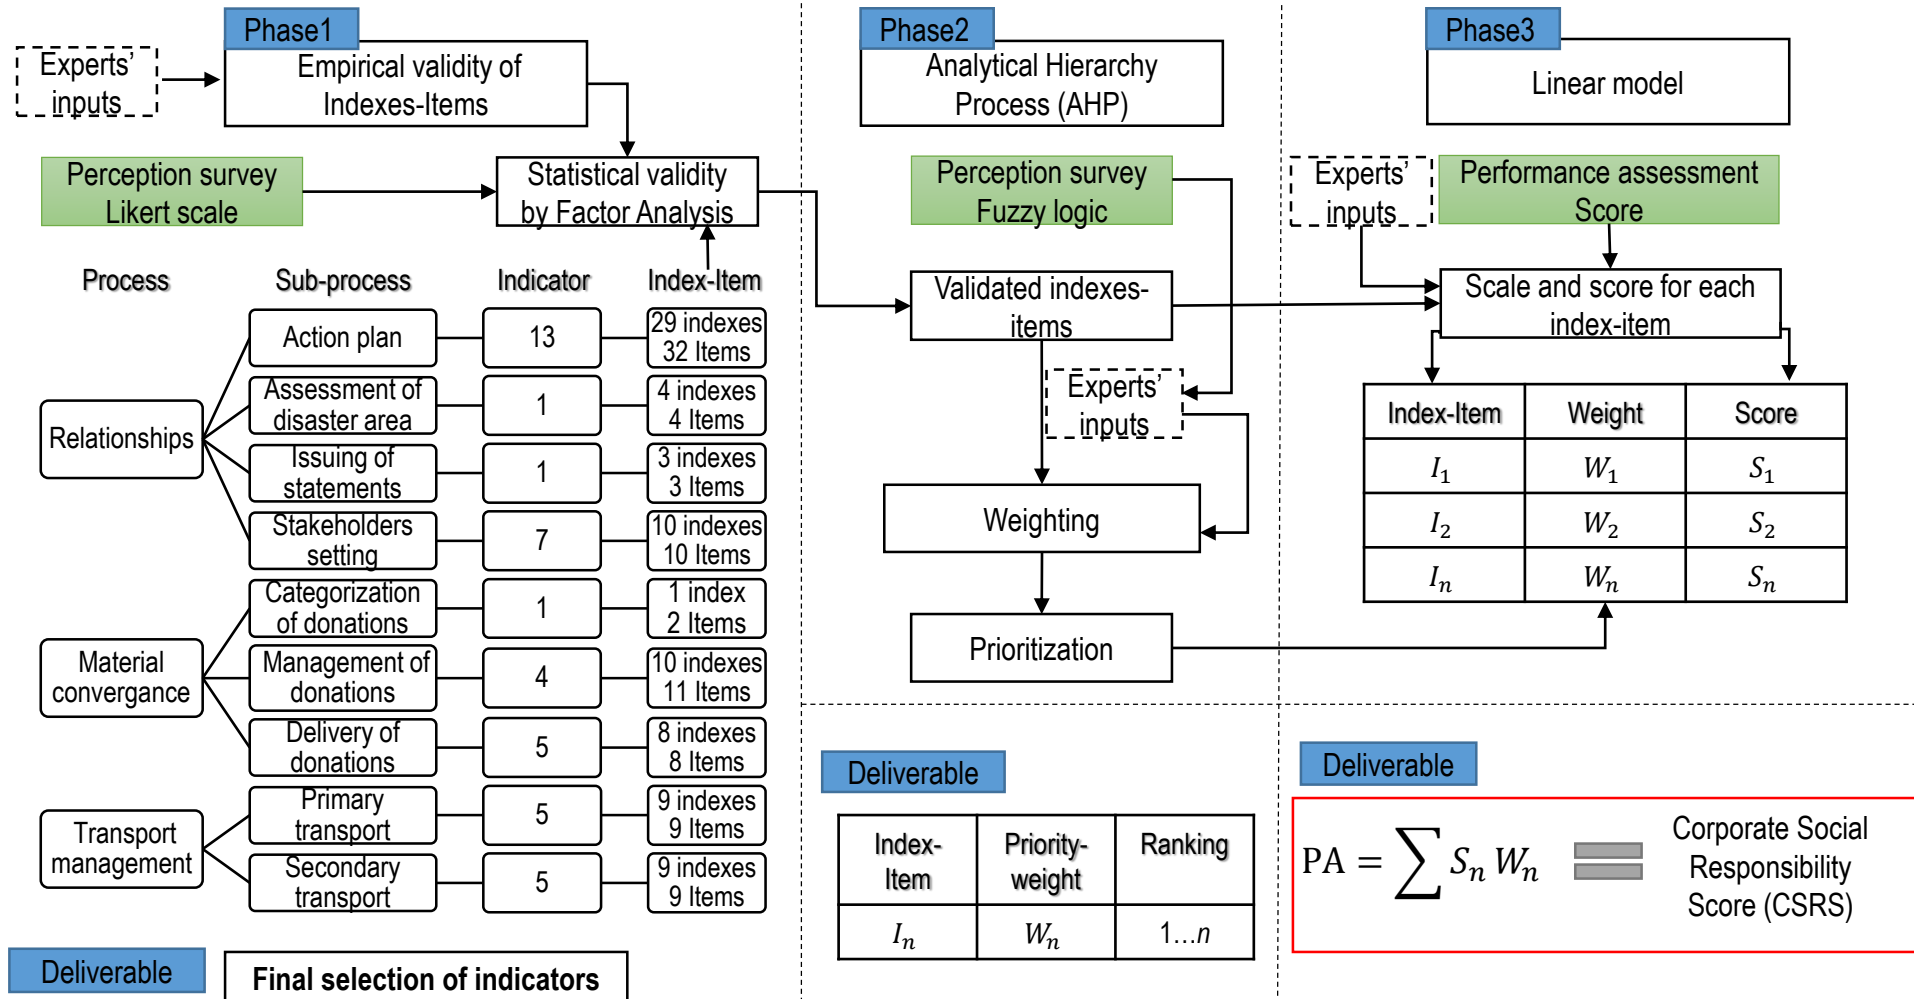 Phase1
Experts'
inputs
Empirical validity of
Indexes-Items
Perception survey
Likert scale
Statistical validity
by Factor Analysis
Process
Sub-process
Indicator
Index-Item
Relationships
Action plan
13
29 indexes
32 Items
Assessment of
disaster area
1
4 indexes
4 Items
Issuing of
statements
1
3 indexes
3 Items
Stakeholders
setting
7
10 indexes
10 Items
Material
convergance
Categorization
of donations
1
1 index
2 Items
Management of
donations
4
10 indexes
11 Items
Delivery of
donations
5
8 indexes
8 Items
Transport
management
Primary
transport
5
9 indexes
9 Items
Secondary
transport
5
9 indexes
9 Items
Deliverable
Final selection of indicators
Phase2
Analytical Hierarchy
Process (AHP)
Perception survey
Fuzzy logic
Validated indexes-
items
Experts'
inputs
Weighting
Prioritization
Deliverable
Index-
Item
Priority-
weight
Ranking
Iₙ
Wₙ
1…n
Phase3
Linear model
Experts'
inputs
Performance assessment
Score
Scale and score for each
index-item
Index-Item Weight Score
I₁ W₁ S₁
I₂ W₂ S₂
Iₙ Wₙ Sₙ
Deliverable
PA = ∑ Sₙ Wₙ
Corporate Social
Responsibility
Score (CSRS)